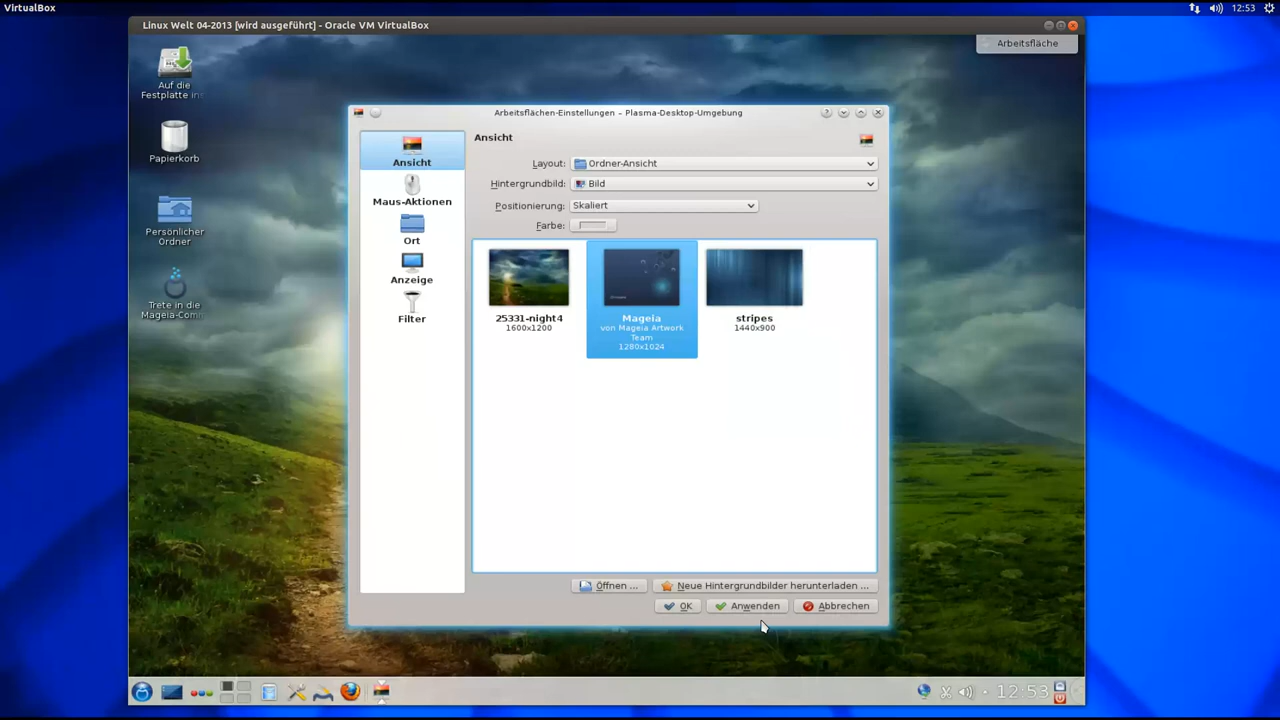 VirtualBox
12:53
Linux Welt 04-2013 [wird ausgeführt] - Oracle VM VirtualBox
Arbeitsfläche
Auf die
Festplatte ins
Papierkorb
Persönlicher
Ordner
Trete in die
Mageia-Comm
Arbeitsflächen-Einstellungen – Plasma-Desktop-Umgebung
Ansicht
Maus-Aktionen
Ort
Anzeige
Filter
Ansicht
Layout: Ordner-Ansicht
Hintergrundbild: Bild
Positionierung: Skaliert
Farbe:
25331-night4
1600x1200
Mageia
von Mageia Artwork
Team
1280x1024
stripes
1440x900
Öffnen ...
Neue Hintergrundbilder herunterladen ...
OK
Anwenden
Abbrechen
12:53